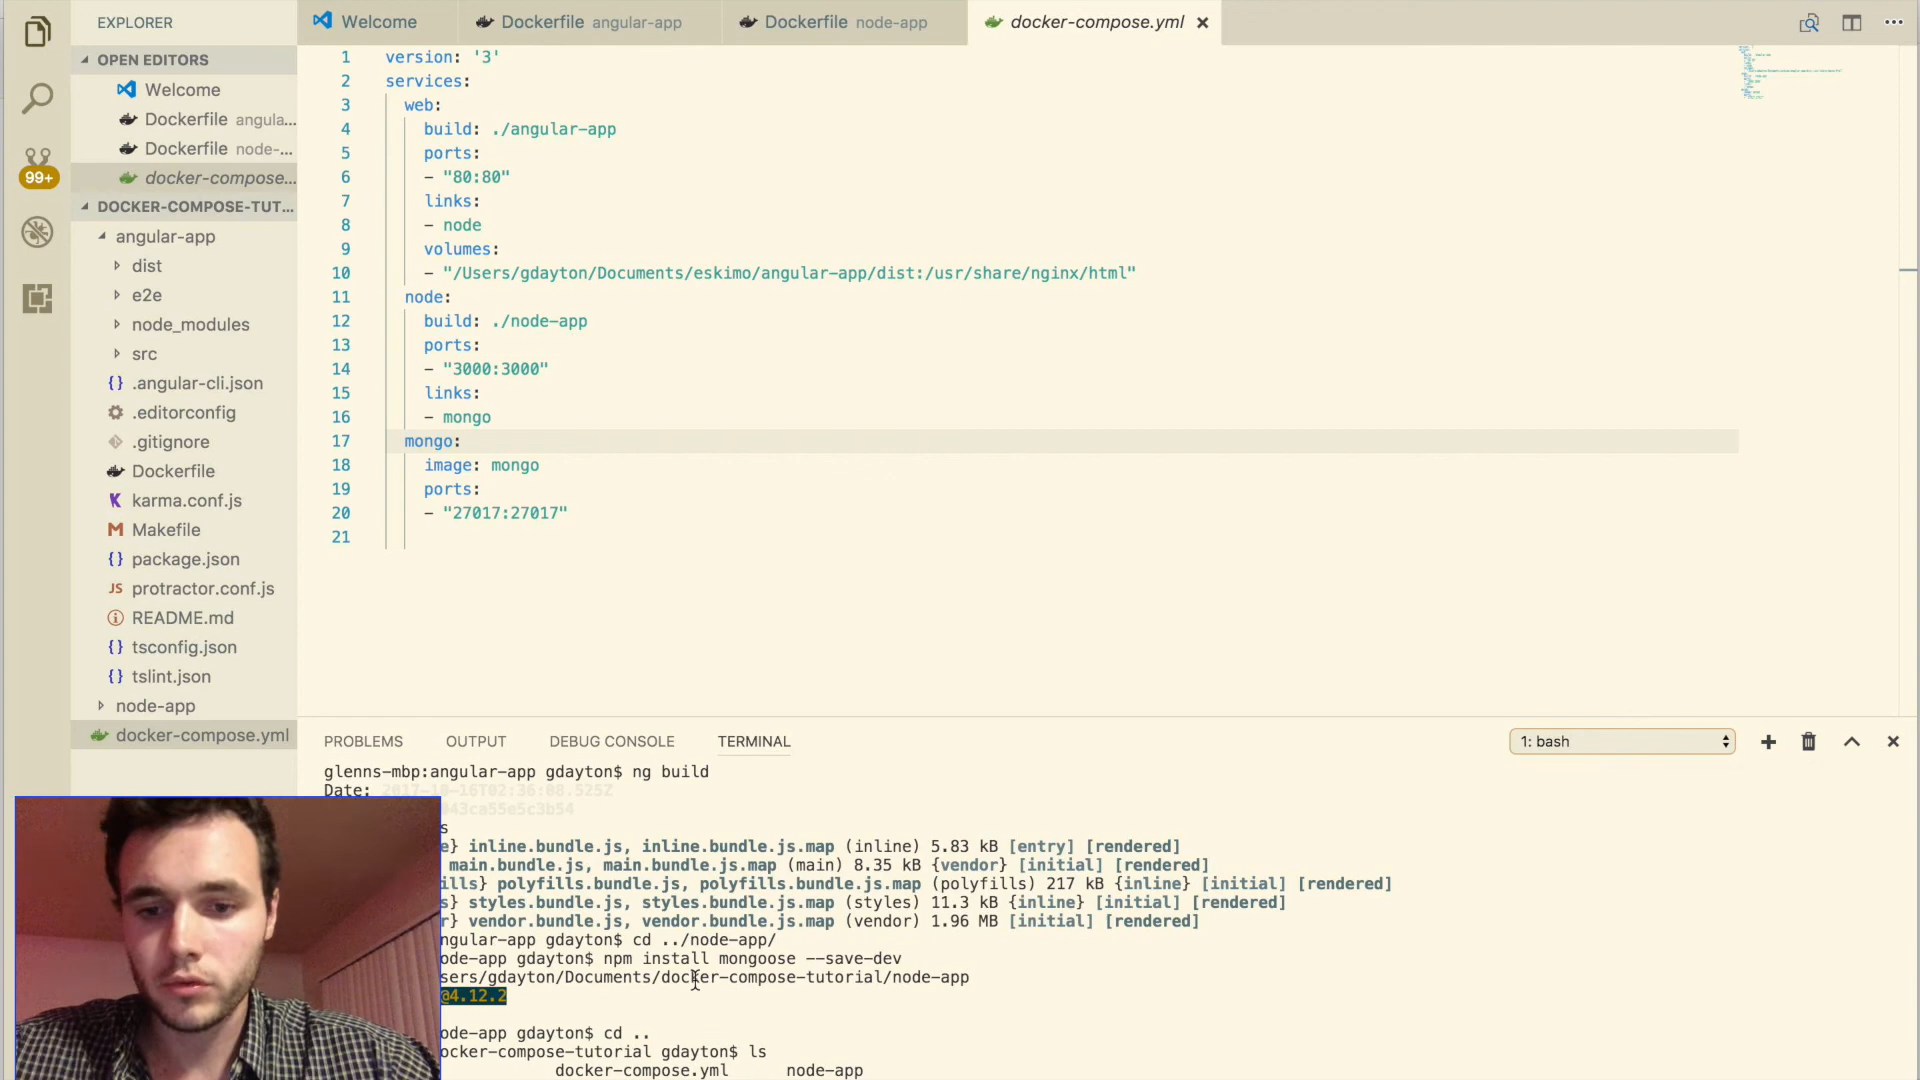 EXPLORER
Welcome
Dockerfile angular-app
Dockerfile node-app
docker-compose.yml
OPEN EDITORS
Welcome
Dockerfile angula...
Dockerfile node-...
docker-compose...
99+
DOCKER-COMPOSE-TUT...
angular-app
dist
e2e
node_modules
src
{} .angular-cli.json
.editorconfig
.gitignore
Dockerfile
karma.conf.js
M Makefile
{} package.json
JS protractor.conf.js
README.md
{} tsconfig.json
{} tslint.json
node-app
docker-compose.yml
1 version: '3'
2 services:
3 web:
4 build: ./angular-app
5 ports:
6 - "80:80"
7 links:
8 - node
9 volumes:
10 - "/Users/gdayton/Documents/eskimo/angular-app/dist:/usr/share/nginx/html"
11 node:
12 build: ./node-app
13 ports:
14 - "3000:3000"
15 links:
16 - mongo
17 mongo:
18 image: mongo
19 ports:
20 - "27017:27017"
21
PROBLEMS OUTPUT DEBUG CONSOLE TERMINAL
1: bash
glenns-mbp:angular-app gdayton$ ng build
Date: 2017-10-16T02:36:08.525Z
43ca55e5c3b54
s
e} inline.bundle.js, inline.bundle.js.map (inline) 5.83 kB [entry] [rendered]
main.bundle.js, main.bundle.js.map (main) 8.35 kB {vendor} [initial] [rendered]
ills} polyfills.bundle.js, polyfills.bundle.js.map (polyfills) 217 kB {inline} [initial] [rendered]
s} styles.bundle.js, styles.bundle.js.map (styles) 11.3 kB {inline} [initial] [rendered]
r} vendor.bundle.js, vendor.bundle.js.map (vendor) 1.96 MB [initial] [rendered]
ngular-app gdayton$ cd ../node-app/
ode-app gdayton$ npm install mongoose --save-dev
sers/gdayton/Documents/docker-compose-tutorial/node-app
@4.12.2
ode-app gdayton$ cd ..
ocker-compose-tutorial gdayton$ ls
docker-compose.yml node-app